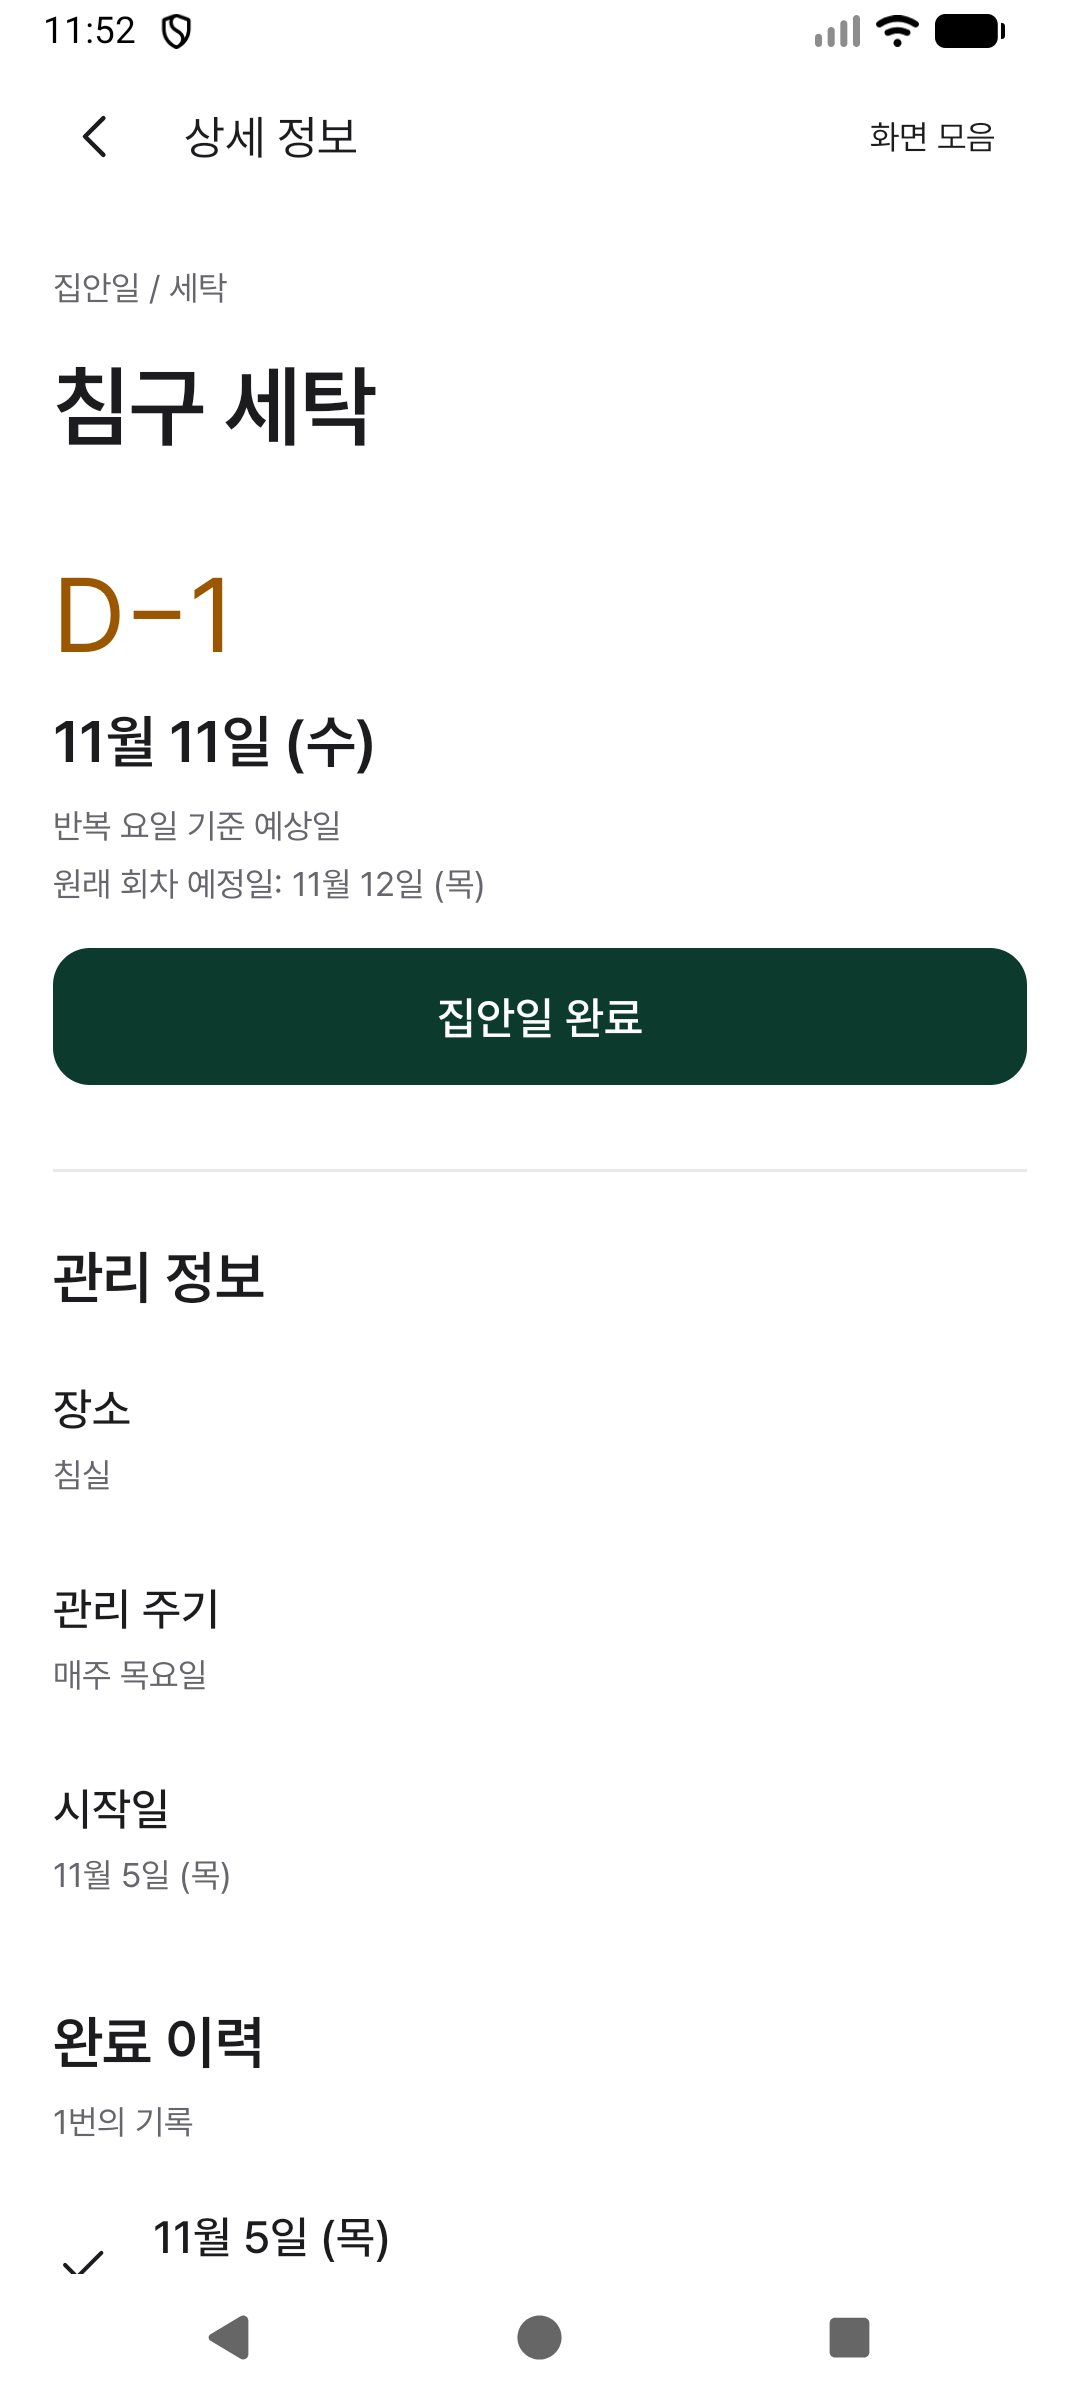 11:52
상세 정보
화면 모음
집안일 / 세탁
침구 세탁
D−1
11월 11일 (수)
반복 요일 기준 예상일
원래 회차 예정일: 11월 12일 (목)
집안일 완료
관리 정보
장소
침실
관리 주기
매주 목요일
시작일
11월 5일 (목)
완료 이력
1번의 기록
11월 5일 (목)